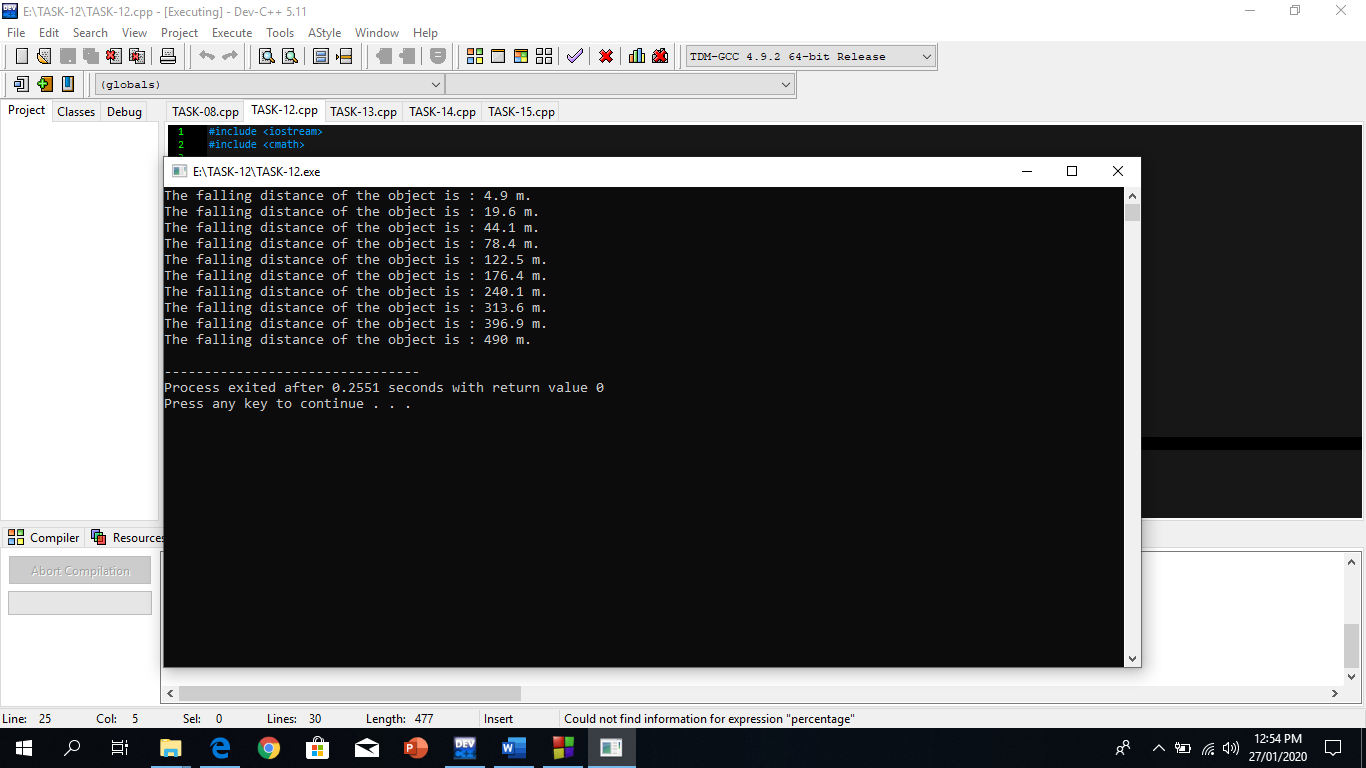 E:\TASK-12\TASK-12.cpp - [Executing] - Dev-C++ 5.11
File Edit Search View Project Execute Tools AStyle Window Help
TDM-GCC 4.9.2 64-bit Release
(globals)
Project Classes Debug TASK-08.cpp TASK-12.cpp TASK-13.cpp TASK-14.cpp TASK-15.cpp
1 #include <iostream>
2 #include <cmath>
E:\TASK-12\TASK-12.exe
The falling distance of the object is : 4.9 m.
The falling distance of the object is : 19.6 m.
The falling distance of the object is : 44.1 m.
The falling distance of the object is : 78.4 m.
The falling distance of the object is : 122.5 m.
The falling distance of the object is : 176.4 m.
The falling distance of the object is : 240.1 m.
The falling distance of the object is : 313.6 m.
The falling distance of the object is : 396.9 m.
The falling distance of the object is : 490 m.
--------------------------------
Process exited after 0.2551 seconds with return value 0
Press any key to continue . . .
Compiler Resources
Abort Compilation
Line: 25 Col: 5 Sel: 0 Lines: 30 Length: 477 Insert Could not find information for expression "percentage"
DEV
12:54 PM
27/01/2020